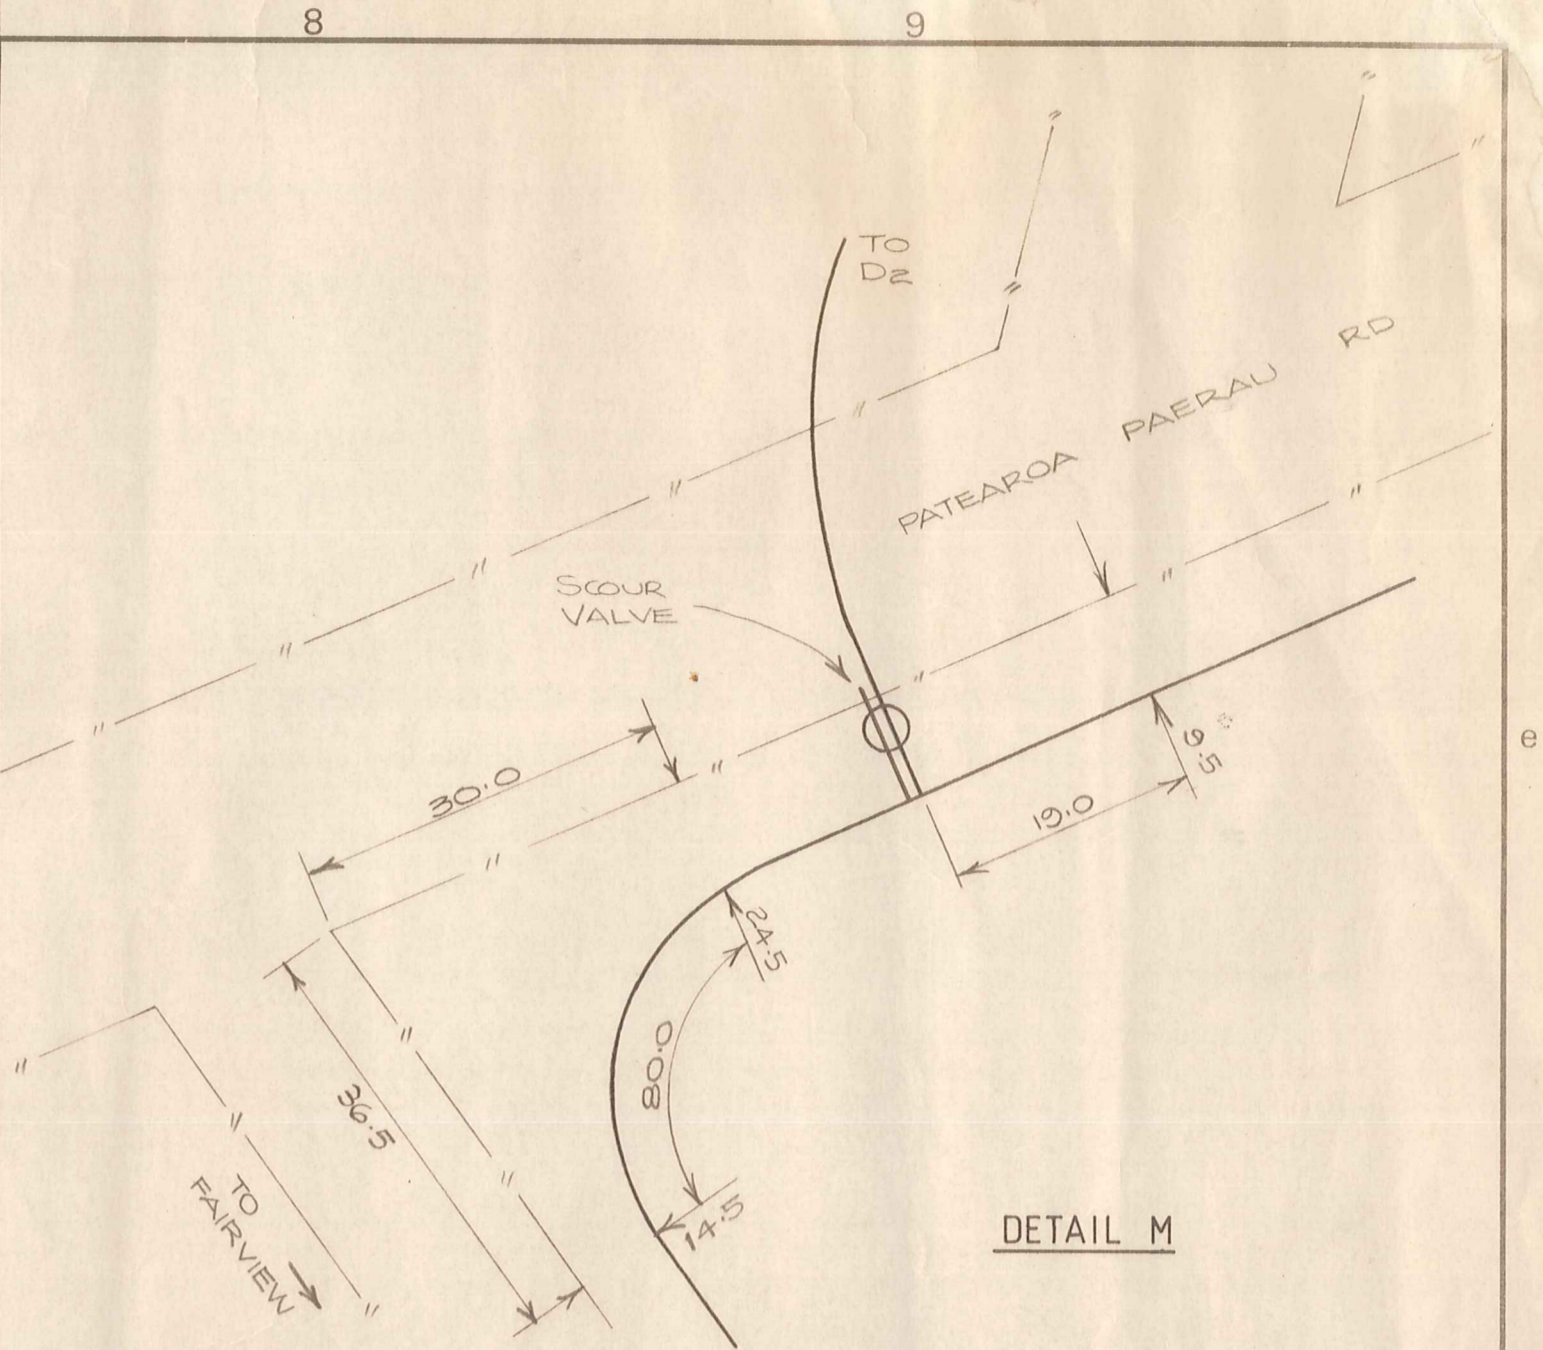 8
9
TO
D2
PATEAROA PAERAU RD
SCOUR
VALVE
30.0
9.5
19.0
24.5
80.0
14.5
36.5
TO
FAIRVIEW
DETAIL M
e